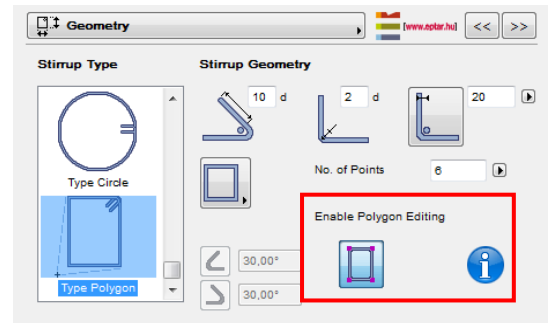 Geometry
[www.eptar.hu]
<<
>>
Stirrup Type
Stirrup Geometry
10 d
2 d
20
Type Circle
No. of Points
6
Enable Polygon Editing
30,00°
Type Polygon
30,00°